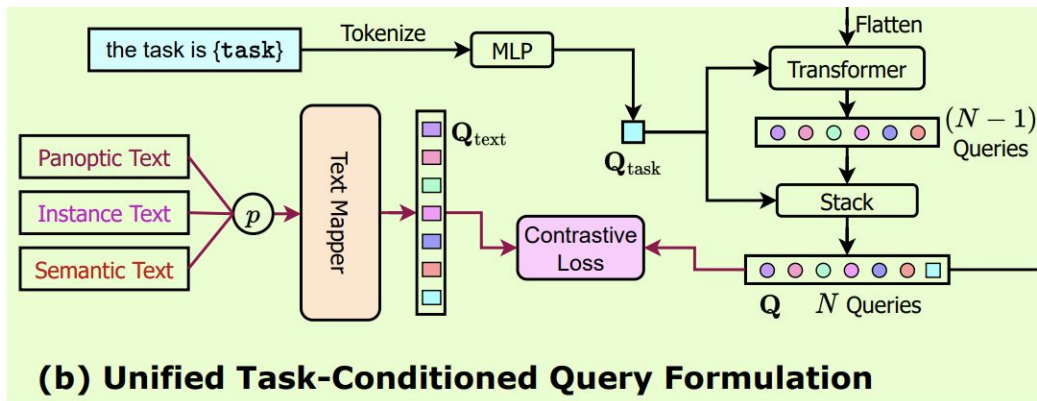 the task is {task}
Tokenize
MLP
Flatten
Transformer
(N − 1)
Queries
Q_task
Stack
Q_text
Panoptic Text
Instance Text
Semantic Text
p
Text Mapper
Contrastive
Loss
Q N Queries
(b) Unified Task-Conditioned Query Formulation